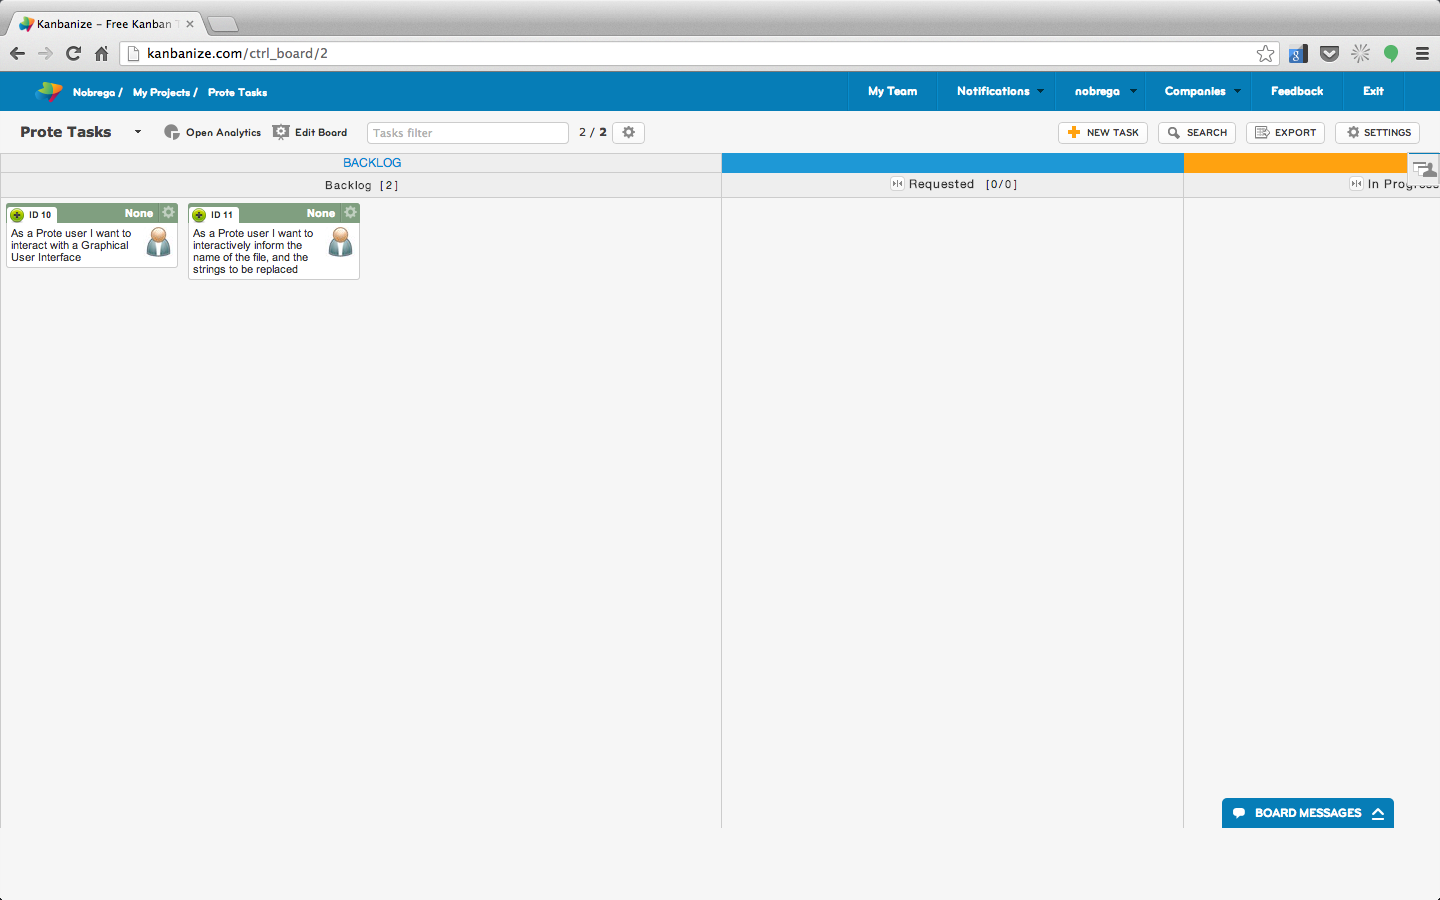 Kanbanize – Free Kanban T
kanbanize.com/ctrl_board/2
Nobrega / My Projects / Prote Tasks
My Team
Notifications
nobrega
Companies
Feedback
Exit
Prote Tasks
Open Analytics
Edit Board
Tasks filter
2 / 2
NEW TASK
SEARCH
EXPORT
SETTINGS
BACKLOG
Backlog [2]
Requested [0/0]
In Progress
ID 10 None
As a Prote user I want to
interact with a Graphical
User Interface
ID 11 None
As a Prote user I want to
interactively inform the
name of the file, and the
strings to be replaced
BOARD MESSAGES